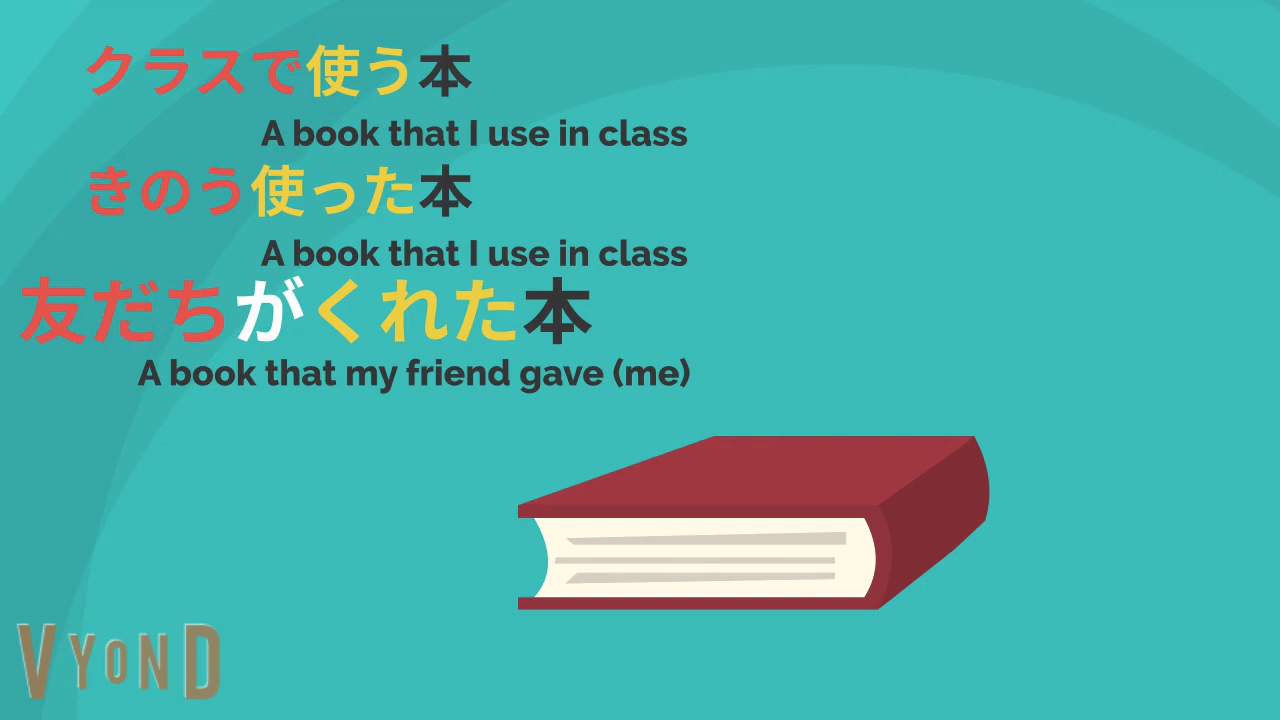 クラスで使う本
A book that I use in class
きのう使った本
A book that I use in class
友だちがくれた本
A book that my friend gave (me)
VYOND